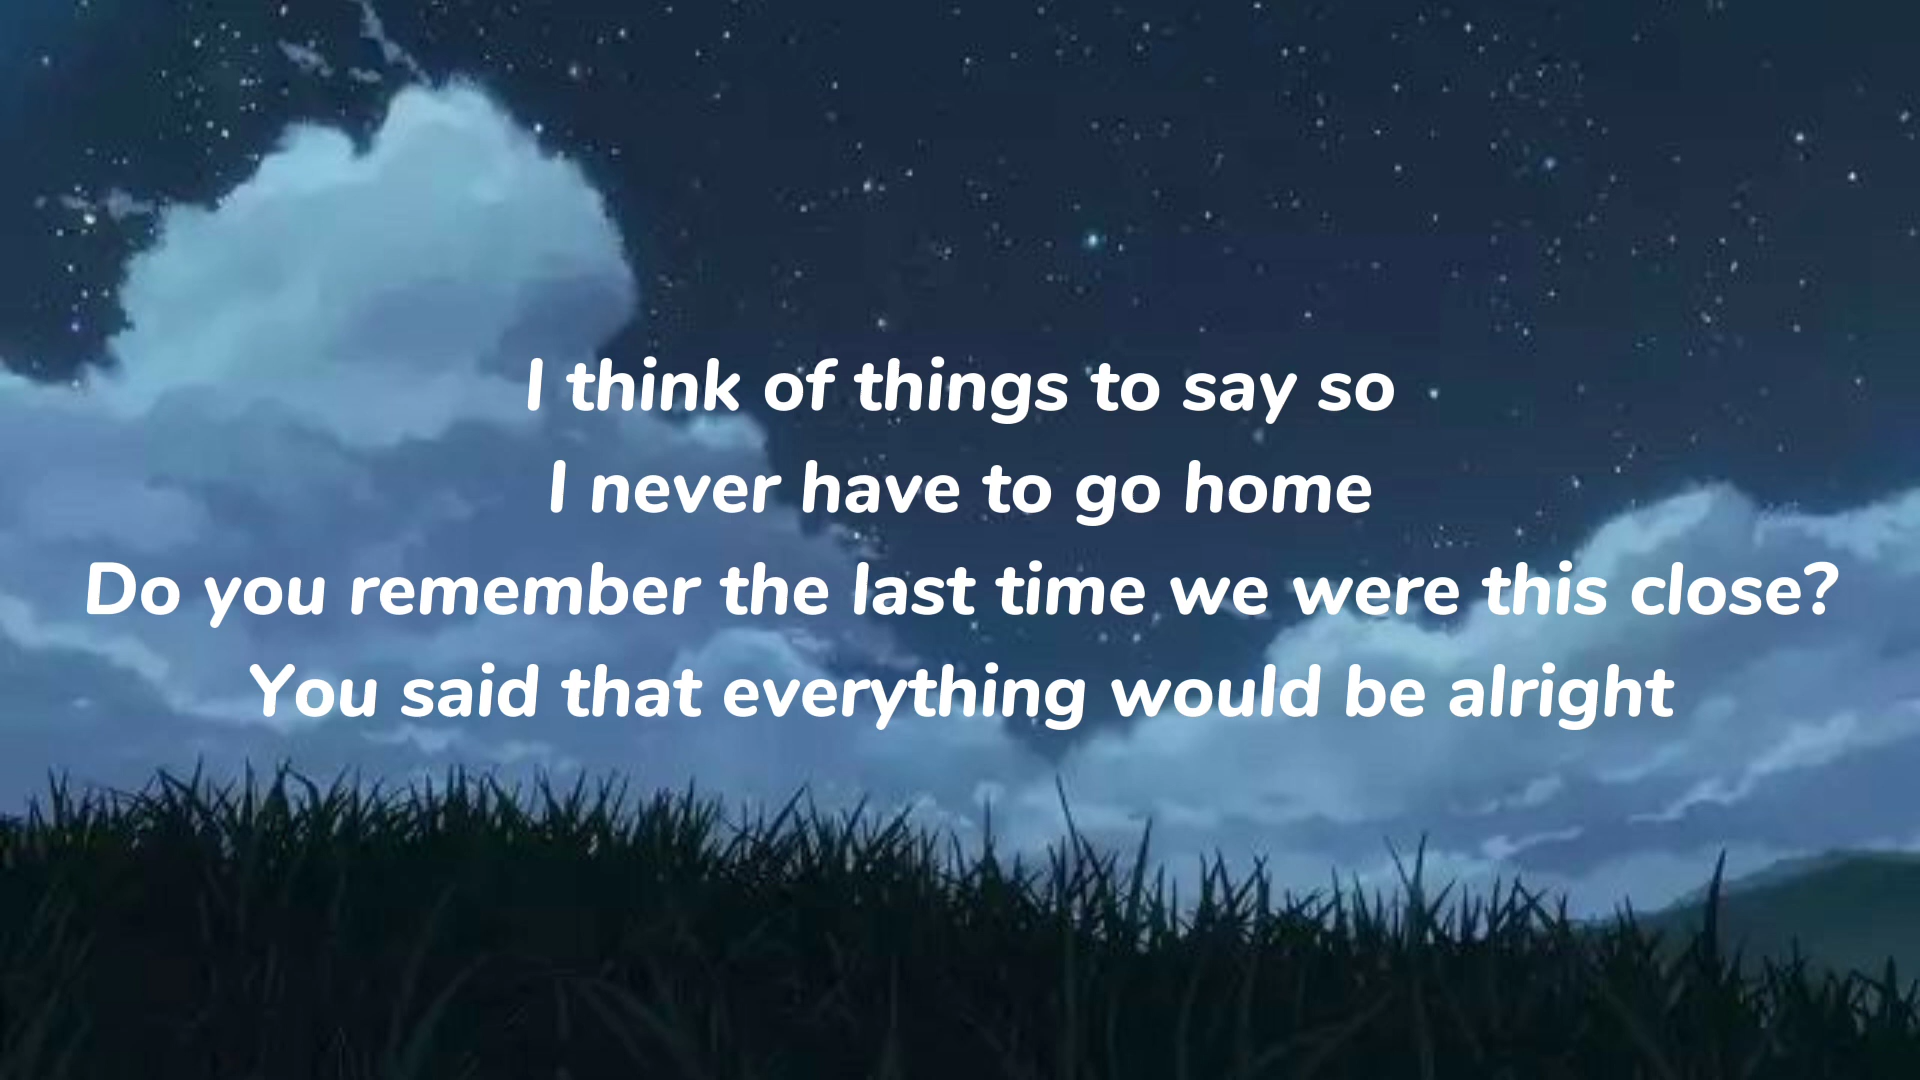 I think of things to say so
I never have to go home
Do you remember the last time we were this close?
You said that everything would be alright